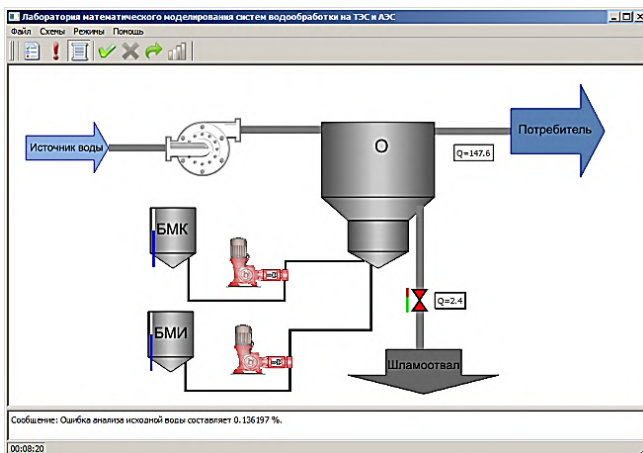 Лаборатория математического моделирования систем водообработки на ТЭС и АЭС
Файл Схемы Режимы Помощь
Источник воды
О
Потребитель
Q=147.6
БМК
Q=2.4
БМИ
Шламоотвал
Сообщение: Ошибка анализа исходной воды составляет 0.136197 %.
00:08:20